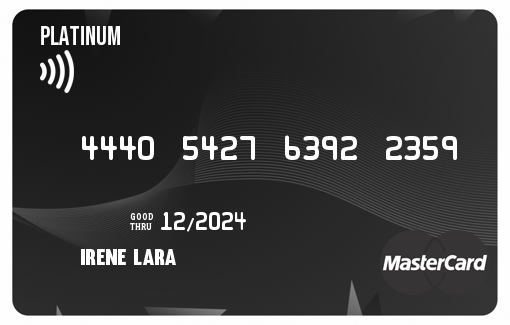 PLATINUM
4440 5427 6392 2359
GOOD THRU 12/2024
IRENE LARA
MasterCard